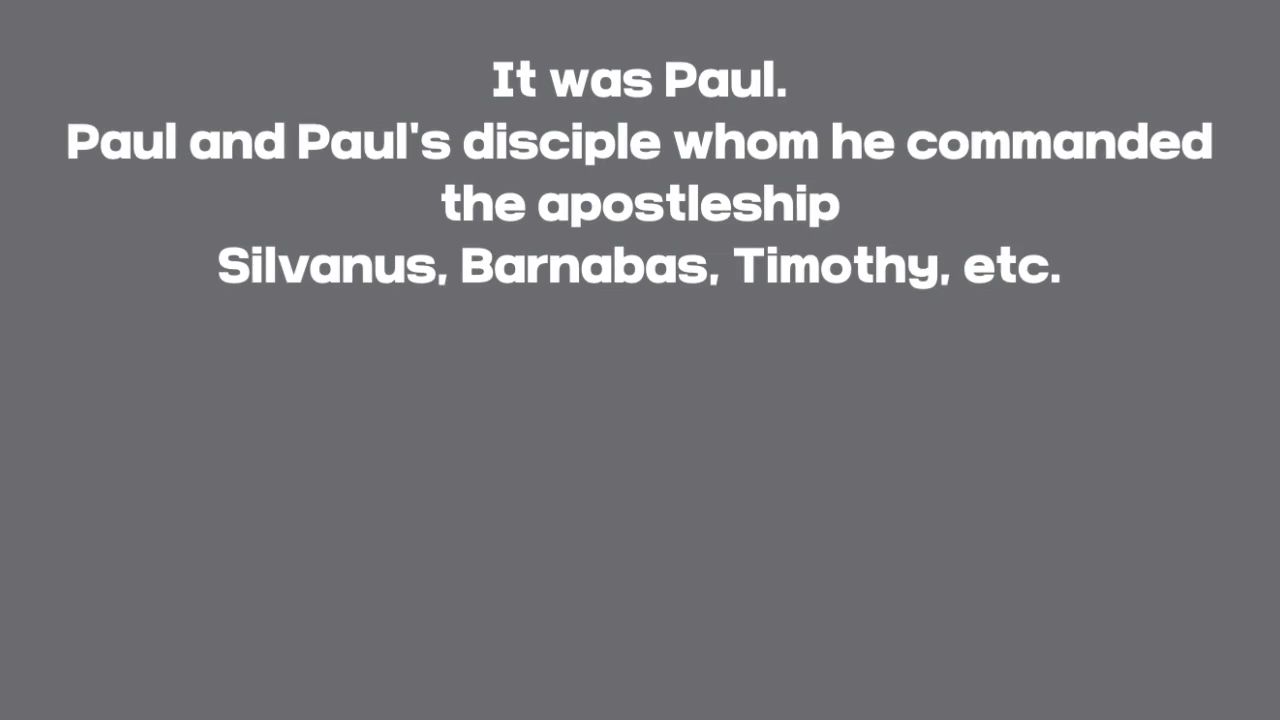 It was Paul.
Paul and Paul's disciple whom he commanded
the apostleship
Silvanus, Barnabas, Timothy, etc.